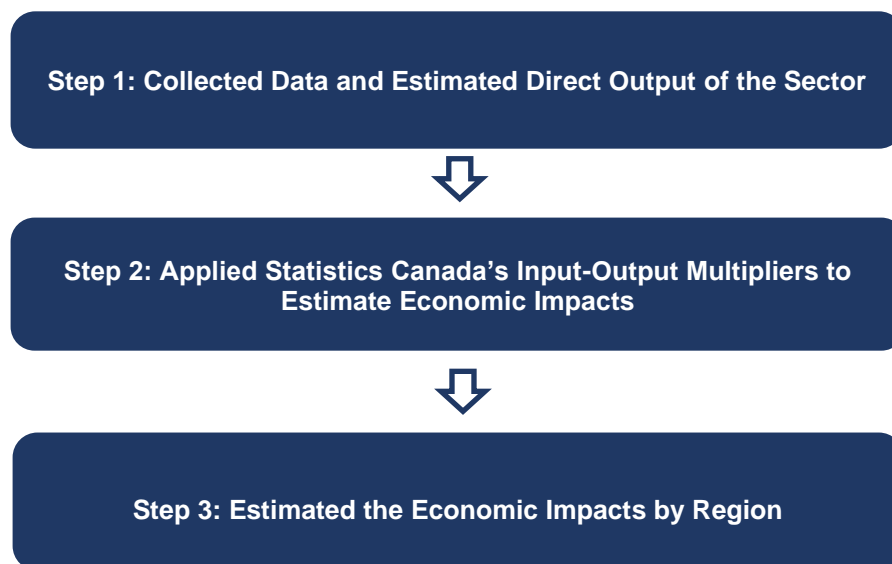 Step 1: Collected Data and Estimated Direct Output of the Sector
Step 2: Applied Statistics Canada’s Input-Output Multipliers to
Estimate Economic Impacts
Step 3: Estimated the Economic Impacts by Region